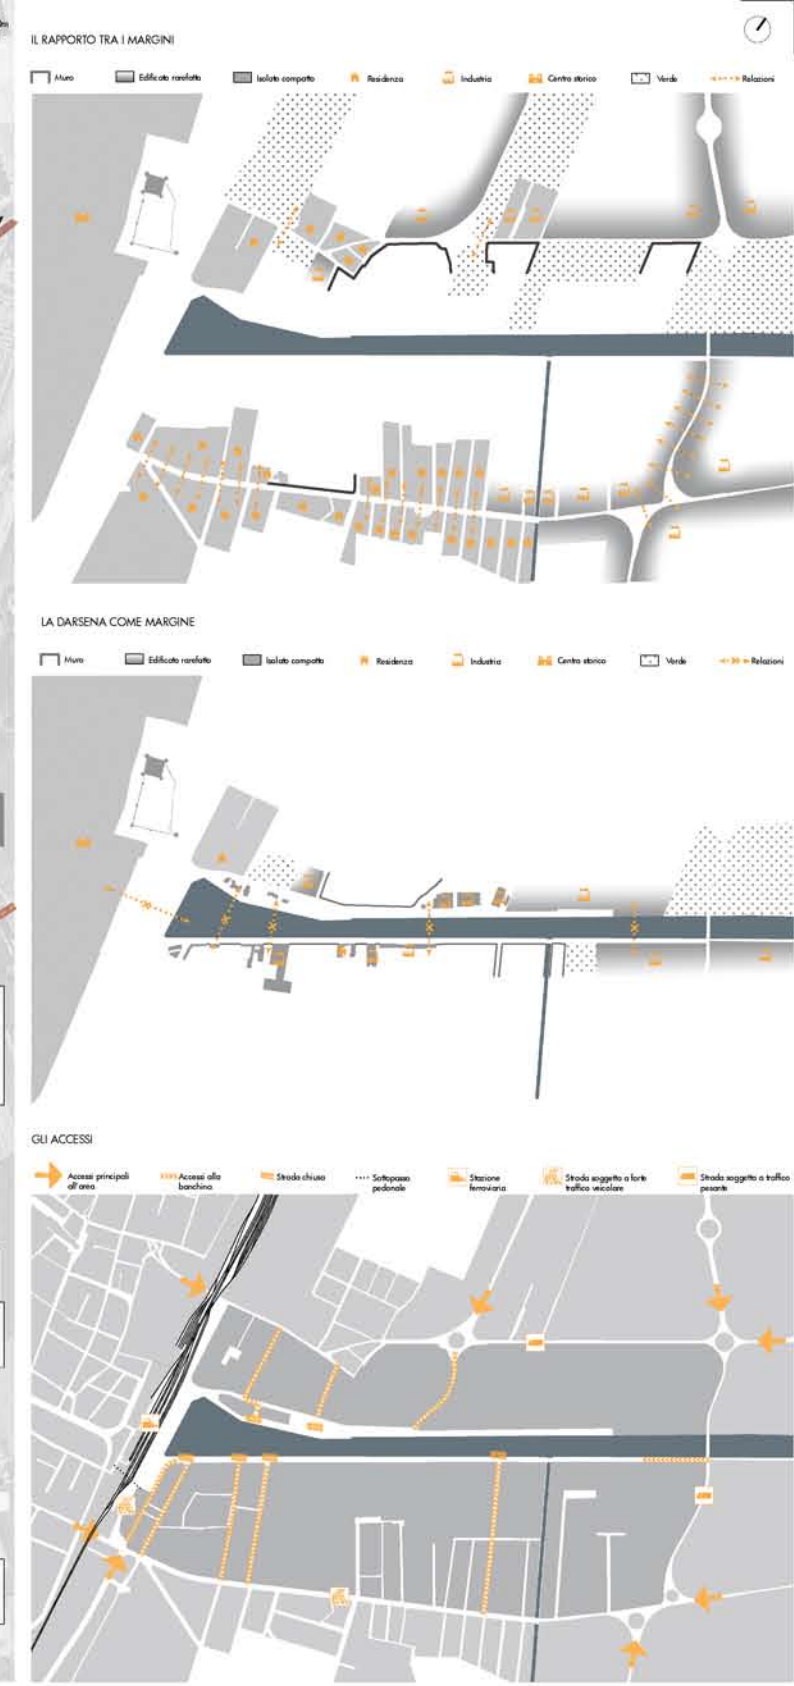 IL RAPPORTO TRA I MARGINI
Muro Edificato rarefatto Isolato compatto Residenza Industria Centro storico Verde Relazioni
LA DARSENA COME MARGINE
Muro Edificato rarefatto Isolato compatto Residenza Industria Centro storico Verde Relazioni
GLI ACCESSI
Accessi principali Accessi alla Strada chiusa Sottopasso Stazione Strada soggetta a forte Strada soggetta a traffico
all'area banchina pedonale ferroviaria traffico veicolare pesante